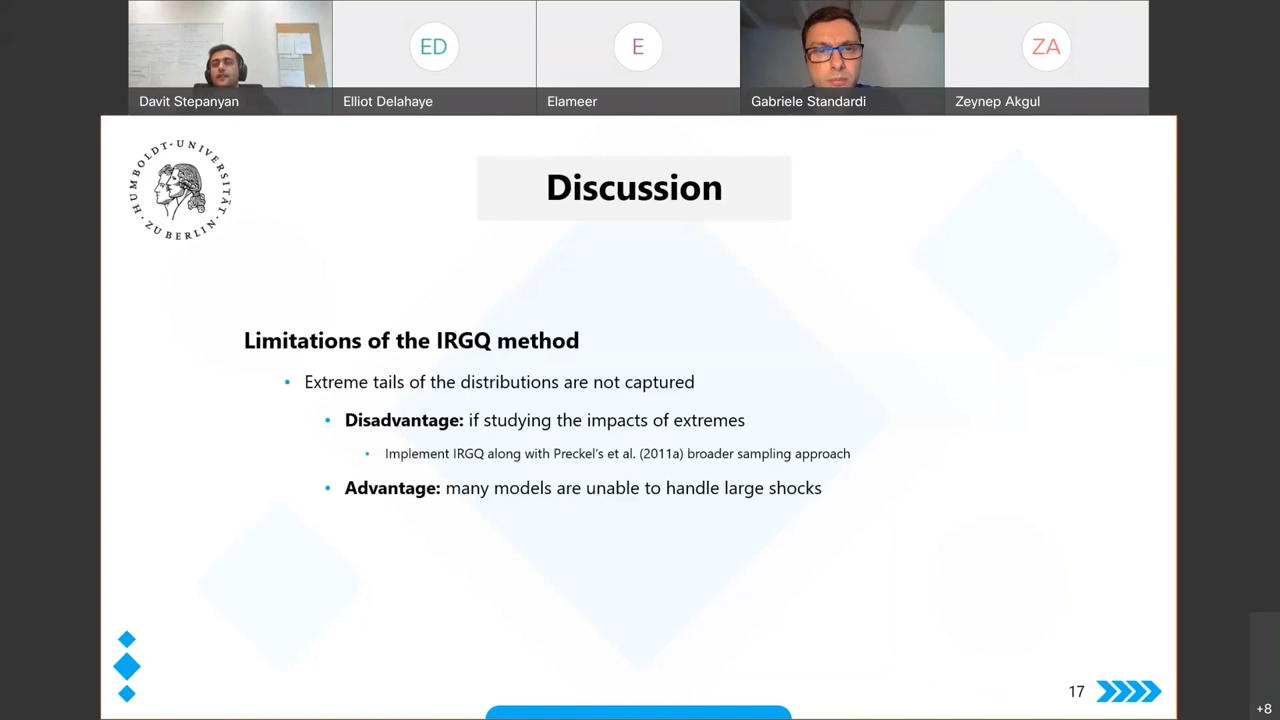 ED
E
ZA
Davit Stepanyan
Elliot Delahaye
Elameer
Gabriele Standardi
Zeynep Akgul
HUMBOLDT-UNIVERSITÄT
ZU BERLIN
Discussion
Limitations of the IRGQ method
• Extreme tails of the distributions are not captured
• Disadvantage: if studying the impacts of extremes
• Implement IRGQ along with Preckel's et al. (2011a) broader sampling approach
• Advantage: many models are unable to handle large shocks
17
+8